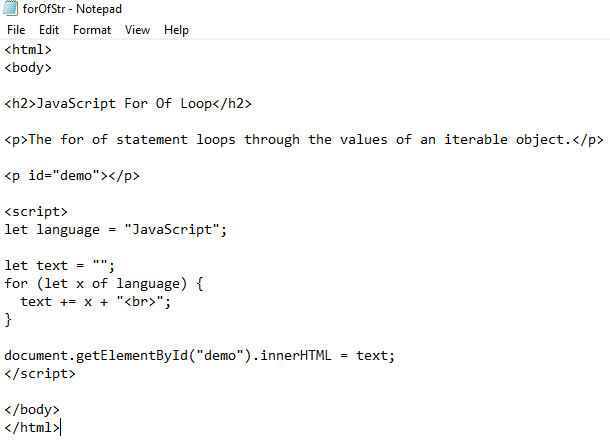 forOfStr - Notepad
File Edit Format View Help
<html>
<body>

<h2>JavaScript For Of Loop</h2>

<p>The for of statement loops through the values of an iterable object.</p>

<p id="demo"></p>

<script>
let language = "JavaScript";

let text = "";
for (let x of language) {
  text += x + "<br>";
}

document.getElementById("demo").innerHTML = text;
</script>

</body>
</html>